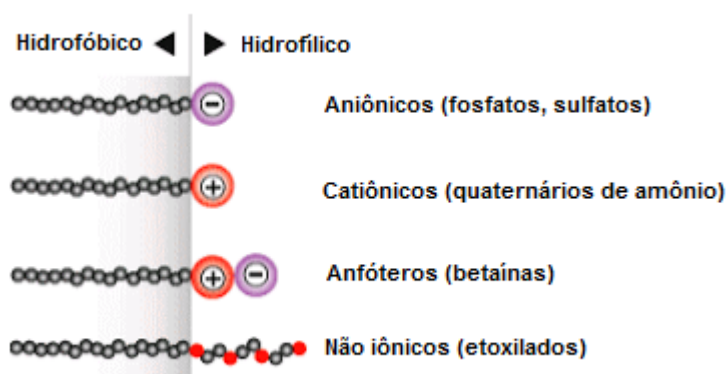 Hidrofóbico ◀ ▶ Hidrofílico
− Aniônicos (fosfatos, sulfatos)
+ Catiônicos (quaternários de amônio)
+ − Anfóteros (betaínas)
Não iônicos (etoxilados)